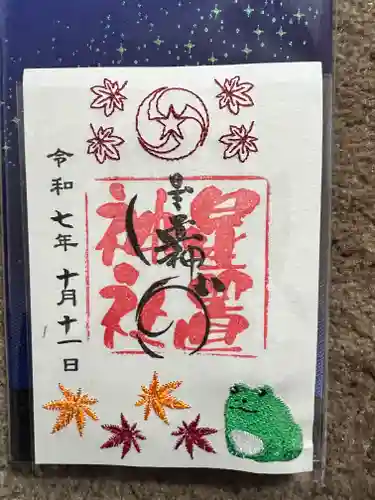 星置
神社
令和七年 十月十一日